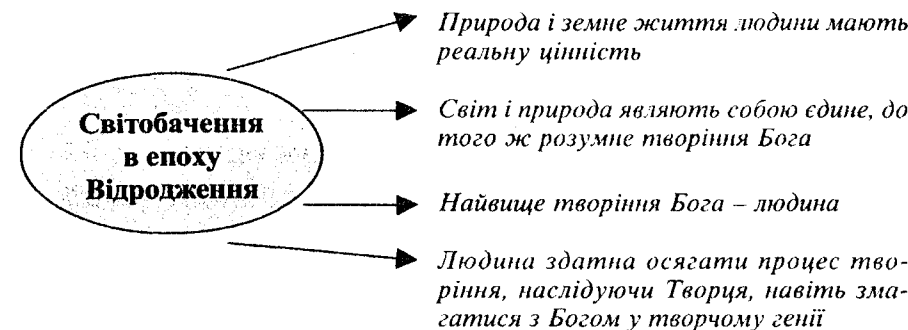 Світобачення
в епоху
Відродження
Природа і земне життя людини мають
реальну цінність
Світ і природа являють собою єдине, до
того ж розумне творіння Бога
Найвище творіння Бога – людина
Людина здатна осягати процес тво-
ріння, наслідуючи Творця, навіть зма-
гатися з Богом у творчому генії